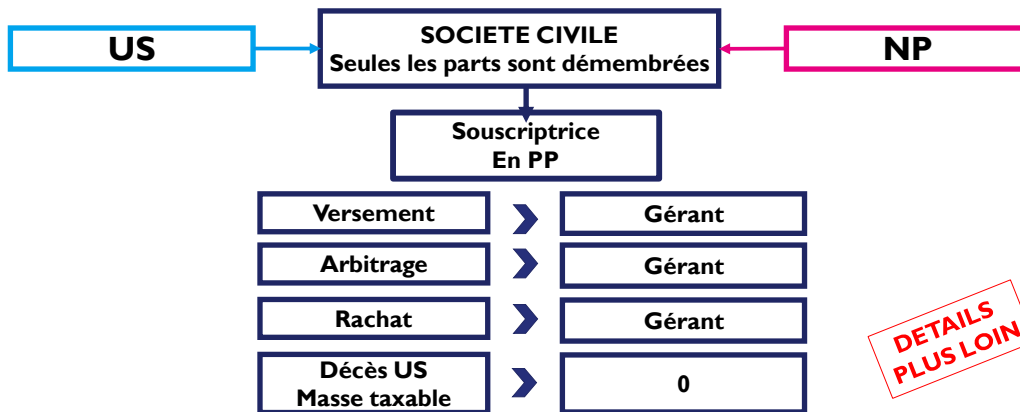 US
SOCIETE CIVILE
Seules les parts sont démembrées
NP
Souscriptrice
En PP
Versement
Gérant
Arbitrage
Gérant
Rachat
Gérant
Décès US
Masse taxable
0
DETAILS
PLUS LOIN